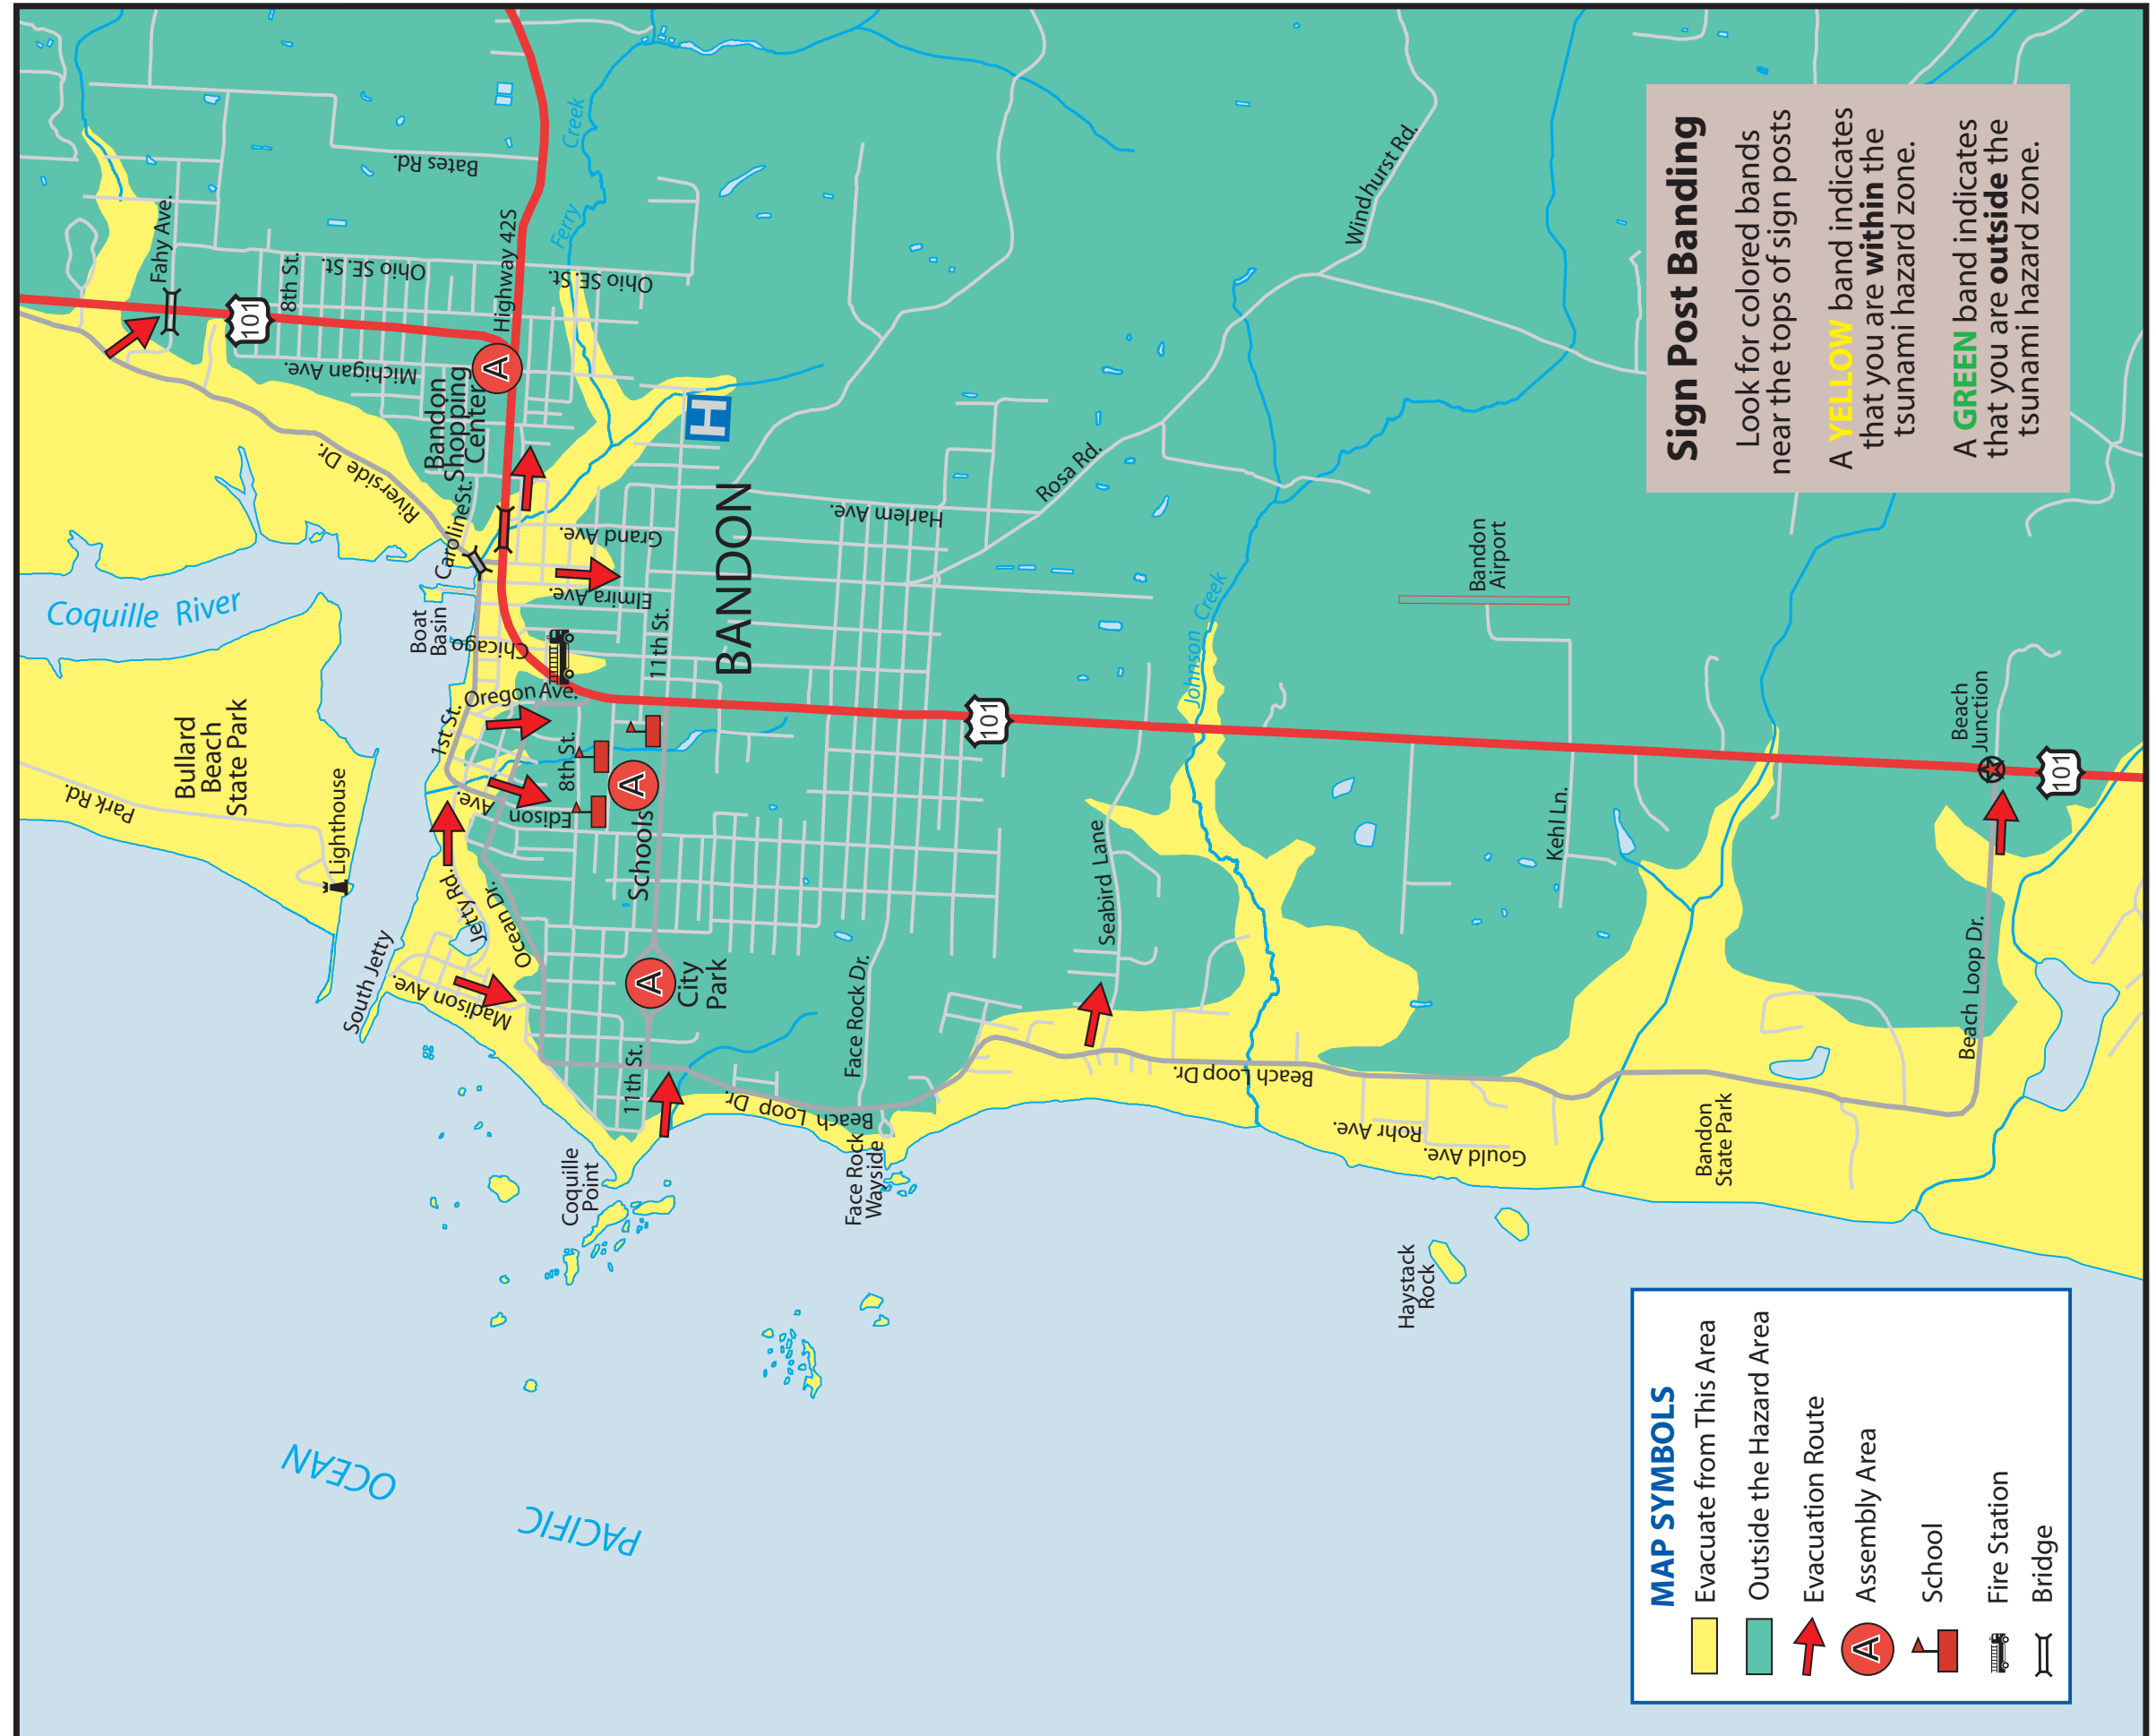 Coquille River
Bullard
Beach
State Park
Park Rd.
Lighthouse
South Jetty
Boat
Basin
Riverside Dr.
Fahy Ave.
101
8th St.
Ohio SE. St.
Michigan Ave.
Bates Rd.
Highway 42S
Bandon
Shopping
Center
A
Caroline St.
Ferry Creek
Ohio SE. St.
H
Grand Ave.
Elmira Ave.
Chicago
Oregon Ave.
1st St.
8th St.
11th St.
Edison Ave.
Jetty Rd.
Ocean Dr.
Madison Ave.
A
Schools
A
City
Park
11th St.
BANDON
Harlem Ave.
Rosa Rd.
Windhurst Rd.
101
Face Rock Dr.
Beach Loop Dr.
Coquille
Point
Face Rock
Wayside
Seabird Lane
Johnson Creek
Beach Loop Dr.
Rohr Ave.
Gould Ave.
Haystack
Rock
Bandon
Airport
Kehl Ln.
Bandon
State Park
Beach Loop Dr.
Beach
Junction
101
PACIFIC
OCEAN
Sign Post Banding
Look for colored bands
near the tops of sign posts
A YELLOW band indicates
that you are within the
tsunami hazard zone.
A GREEN band indicates
that you are outside the
tsunami hazard zone.
MAP SYMBOLS
Evacuate from This Area
Outside the Hazard Area
Evacuation Route
A Assembly Area
School
Fire Station
Bridge